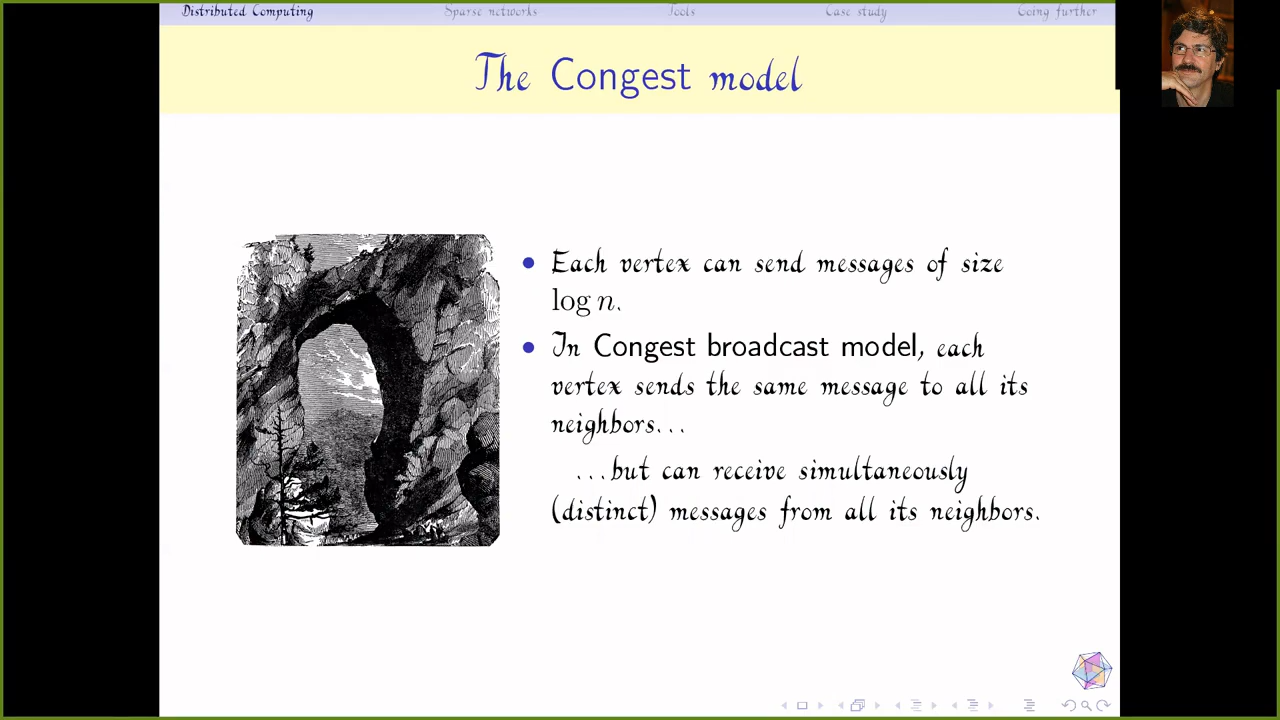 Distributed Computing Sparse networks Tools Case study Going further
The Congest model
• Each vertex can send messages of size
log n.
• In Congest broadcast model, each
vertex sends the same message to all its
neighbors...
...but can receive simultaneously
(distinct) messages from all its neighbors.